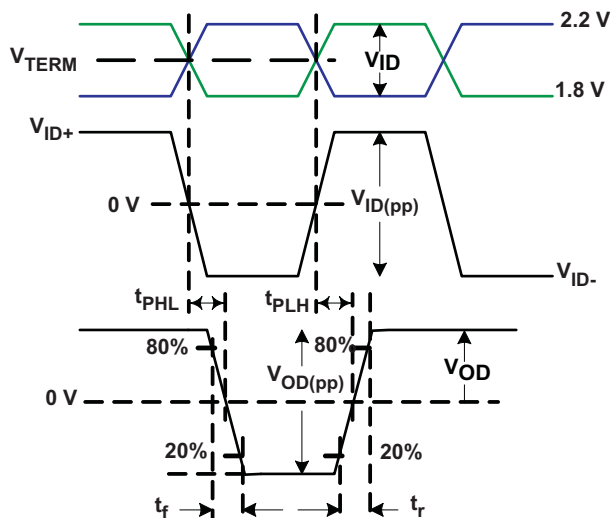 2.2 V
VTERM
VID
1.8 V
VID+
0 V
VID(pp)
VID-
tPHL
tPLH
80%
80%
VOD(pp)
VOD
0 V
20%
20%
tf
tr